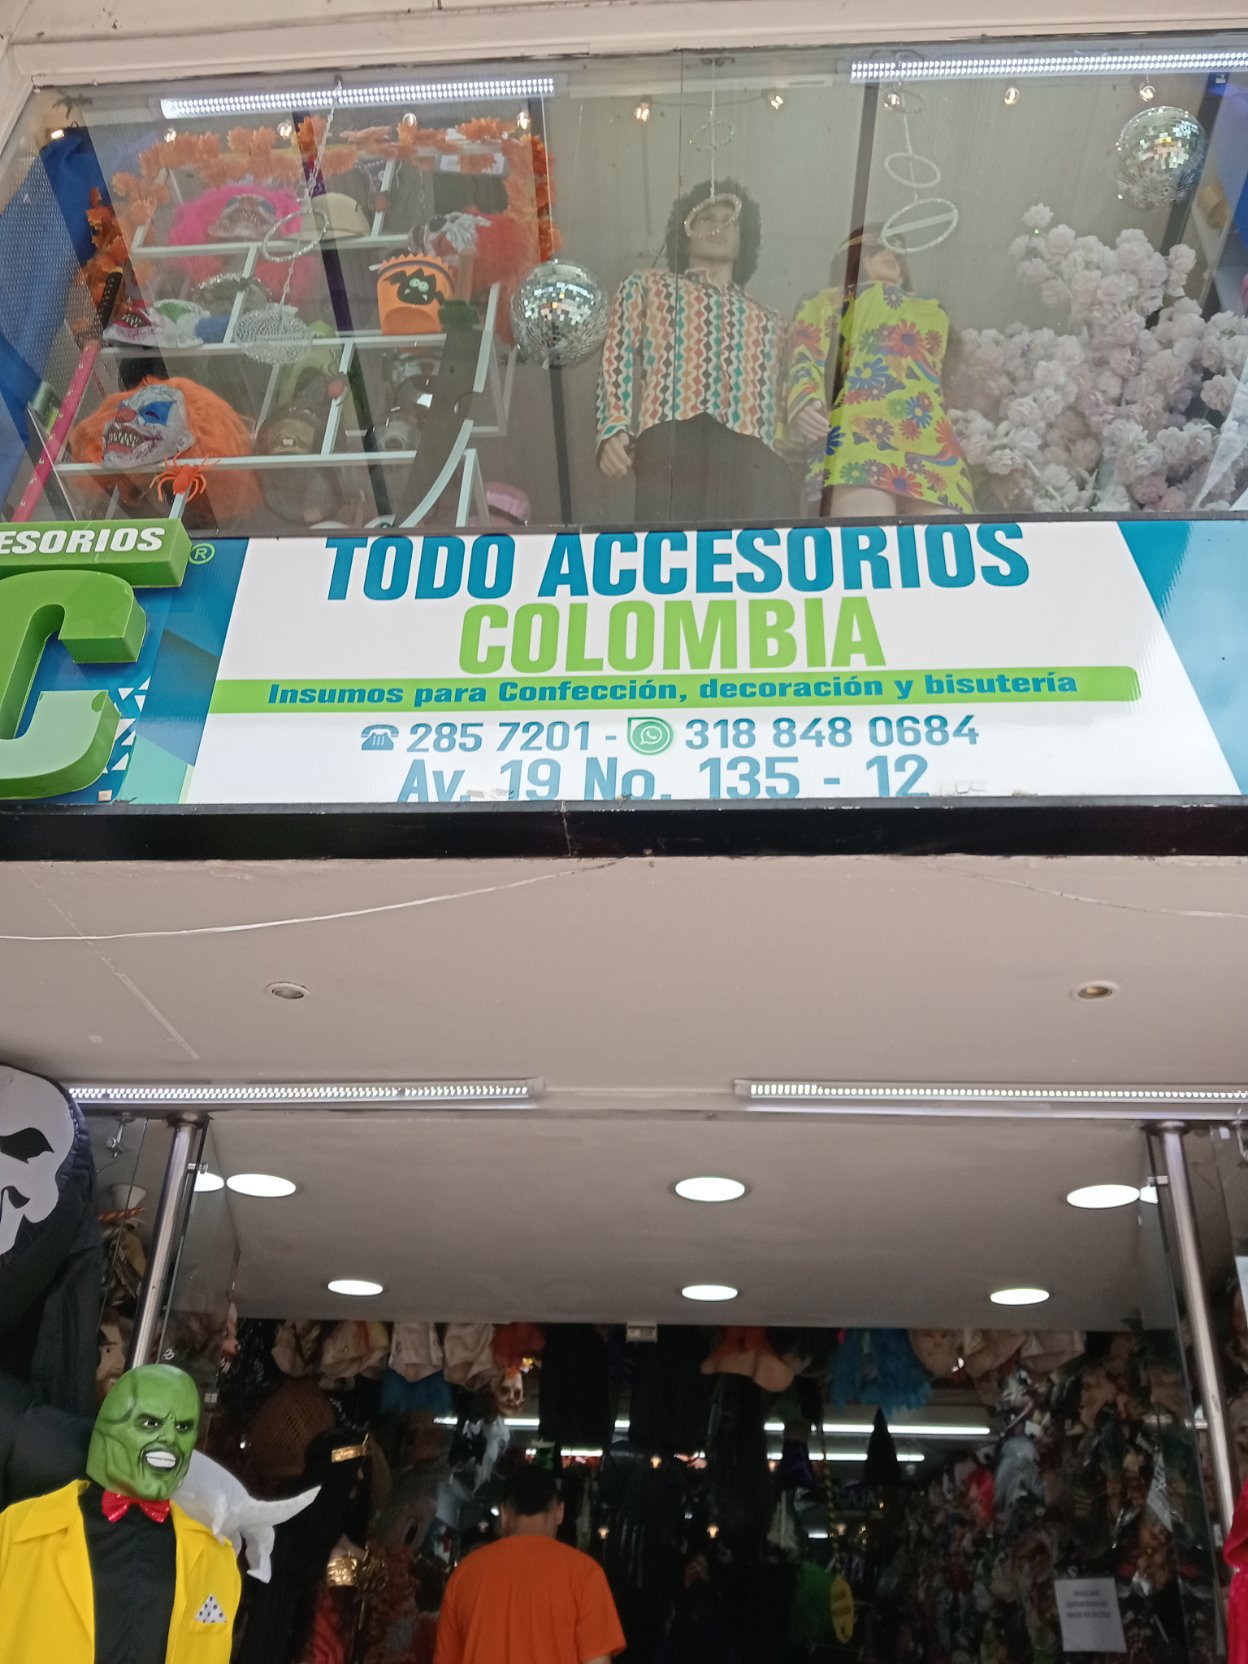 ESORIOS
®
C
TODO ACCESORIOS
COLOMBIA
Insumos para Confección, decoración y bisutería
285 7201 - 318 848 0684
Av. 19 No. 135 - 12